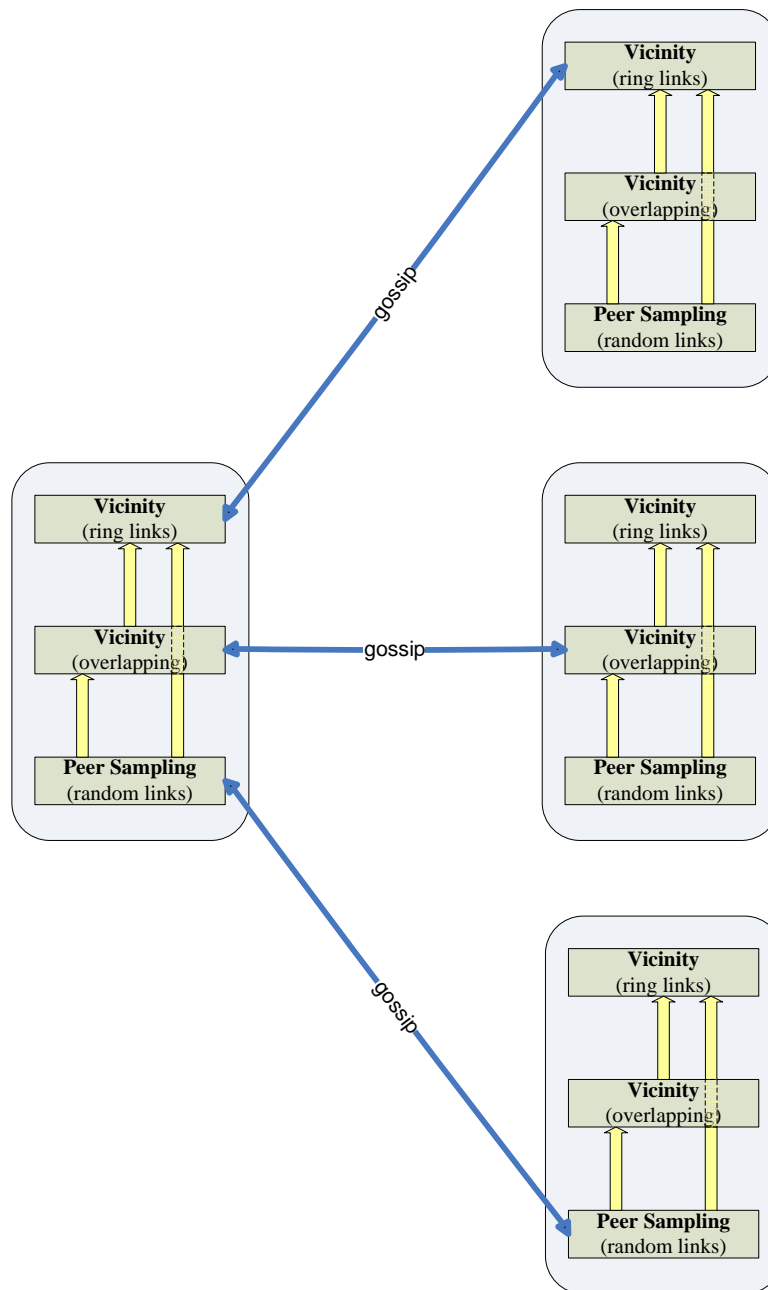 Vicinity
(ring links)
Vicinity
(overlapping)
Peer Sampling
(random links)
gossip
Vicinity
(ring links)
Vicinity
(overlapping)
Peer Sampling
(random links)
gossip
Vicinity
(ring links)
Vicinity
(overlapping)
Peer Sampling
(random links)
gossip
Vicinity
(ring links)
Vicinity
(overlapping)
Peer Sampling
(random links)